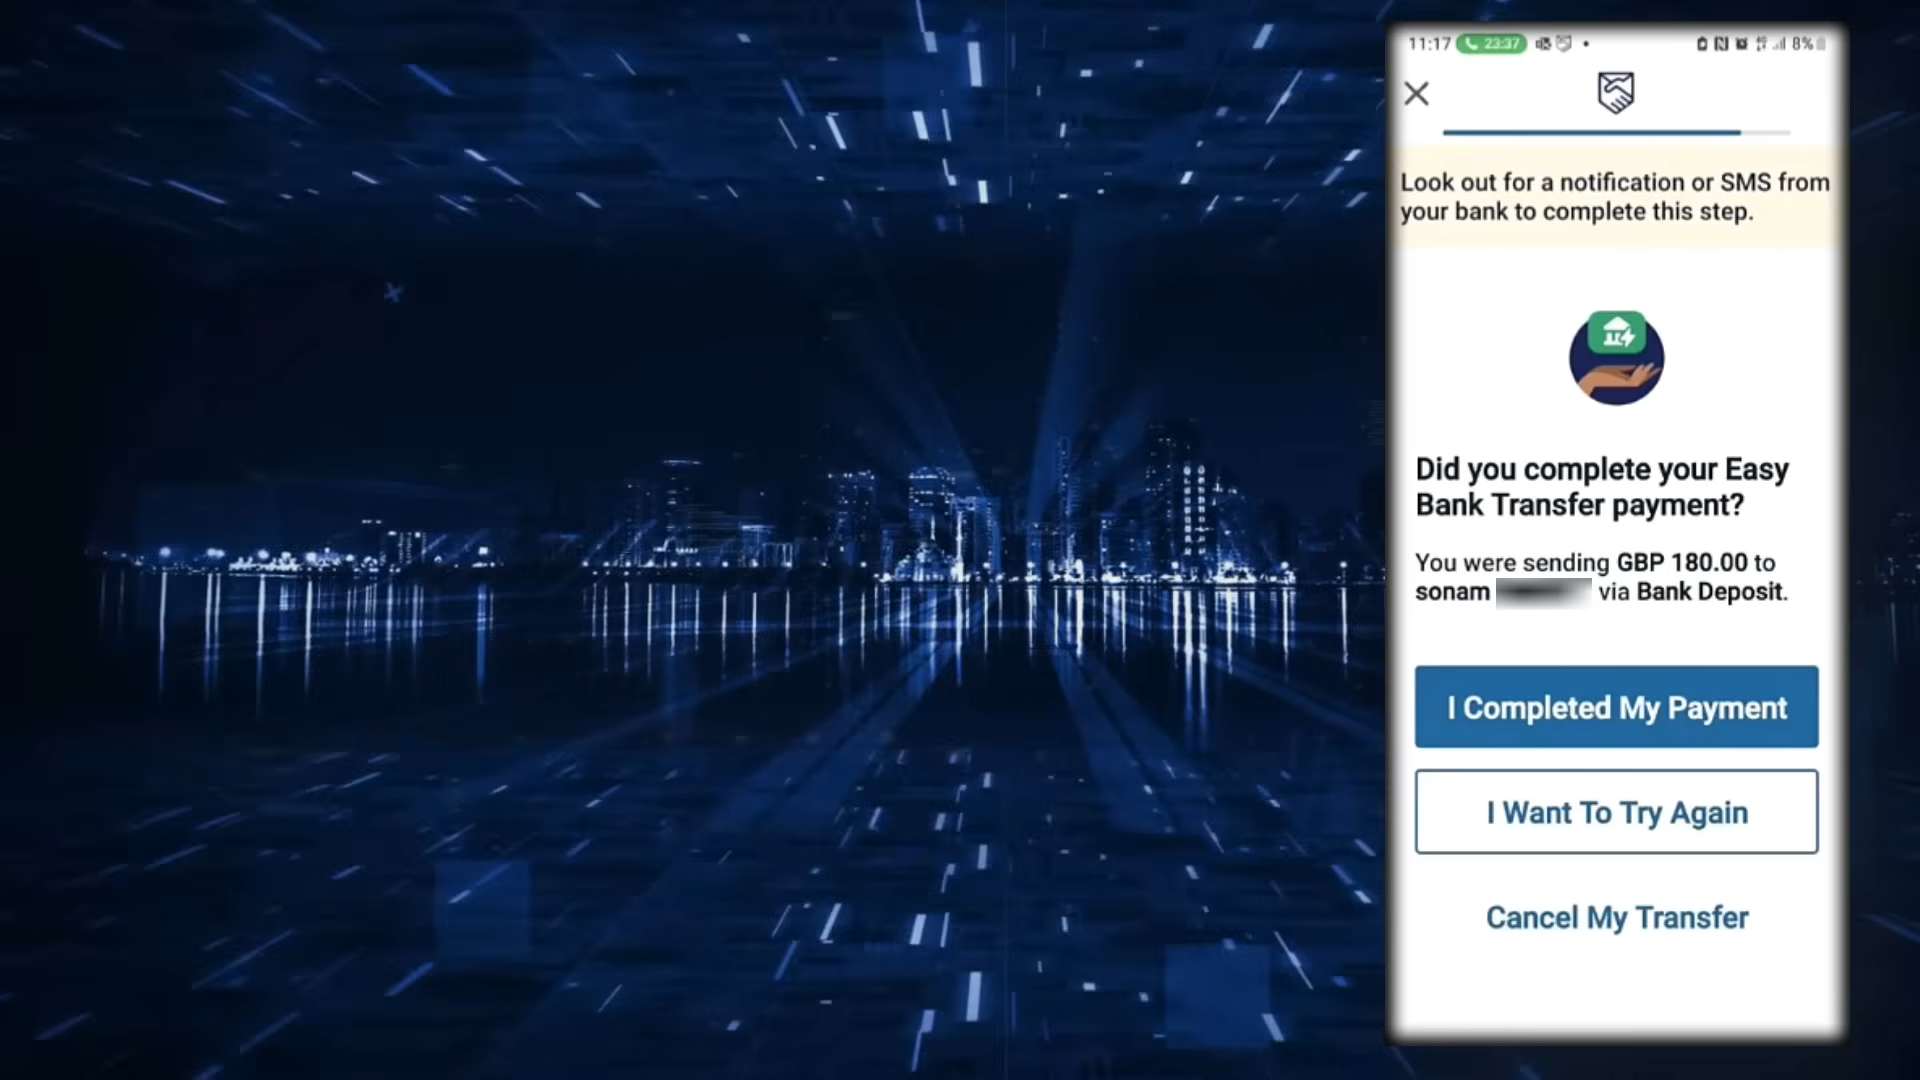 11:17 23:37 8%
Look out for a notification or SMS from
your bank to complete this step.
Did you complete your Easy
Bank Transfer payment?
You were sending GBP 180.00 to
sonam via Bank Deposit.
I Completed My Payment
I Want To Try Again
Cancel My Transfer